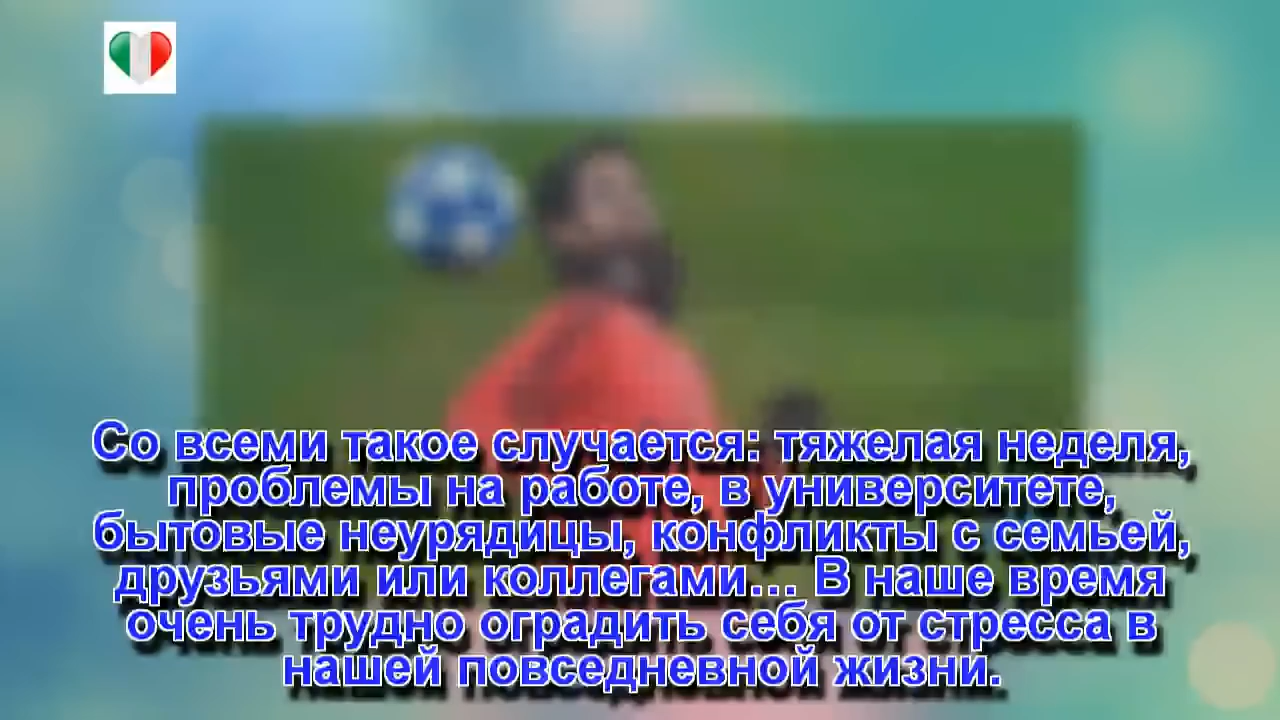 Со всеми такое случается: тяжелая неделя,
проблемы на работе, в университете,
бытовые неурядицы, конфликты с семьей,
друзьями или коллегами… В наше время
очень трудно оградить себя от стресса в
нашей повседневной жизни.